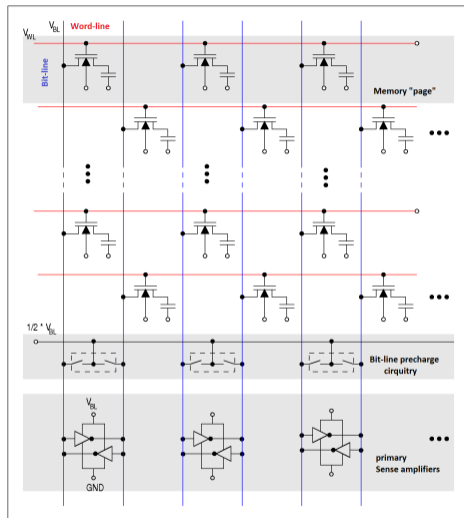 V_BL
Word-line
V_WL
Bit-line
Memory "page"
1/2 * V_BL
Bit-line precharge
cirquitry
V_BL
primary
Sense amplifiers
GND